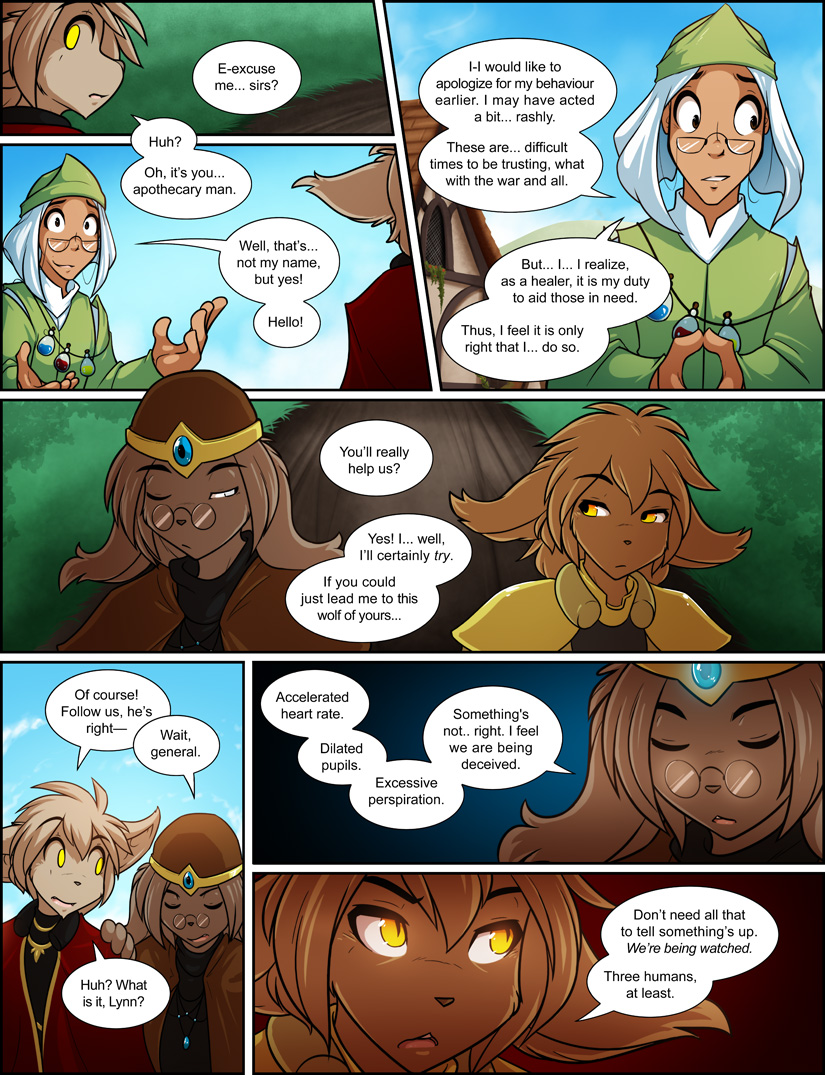 E-excuse
me... sirs?
Huh?
Oh, it's you...
apothecary man.
Well, that's...
not my name,
but yes!
Hello!
I-I would like to
apologize for my behaviour
earlier. I may have acted
a bit... rashly.
These are... difficult
times to be trusting, what
with the war and all.
But... I... I realize,
as a healer, it is my duty
to aid those in need.
Thus, I feel it is only
right that I... do so.
You'll really
help us?
Yes! I... well,
I'll certainly try.
If you could
just lead me to this
wolf of yours...
Of course!
Follow us, he's
right—
Wait,
general.
Huh? What
is it, Lynn?
Accelerated
heart rate.
Dilated
pupils.
Excessive
perspiration.
Something's
not.. right. I feel
we are being
deceived.
Don't need all that
to tell something's up.
We're being watched.
Three humans,
at least.